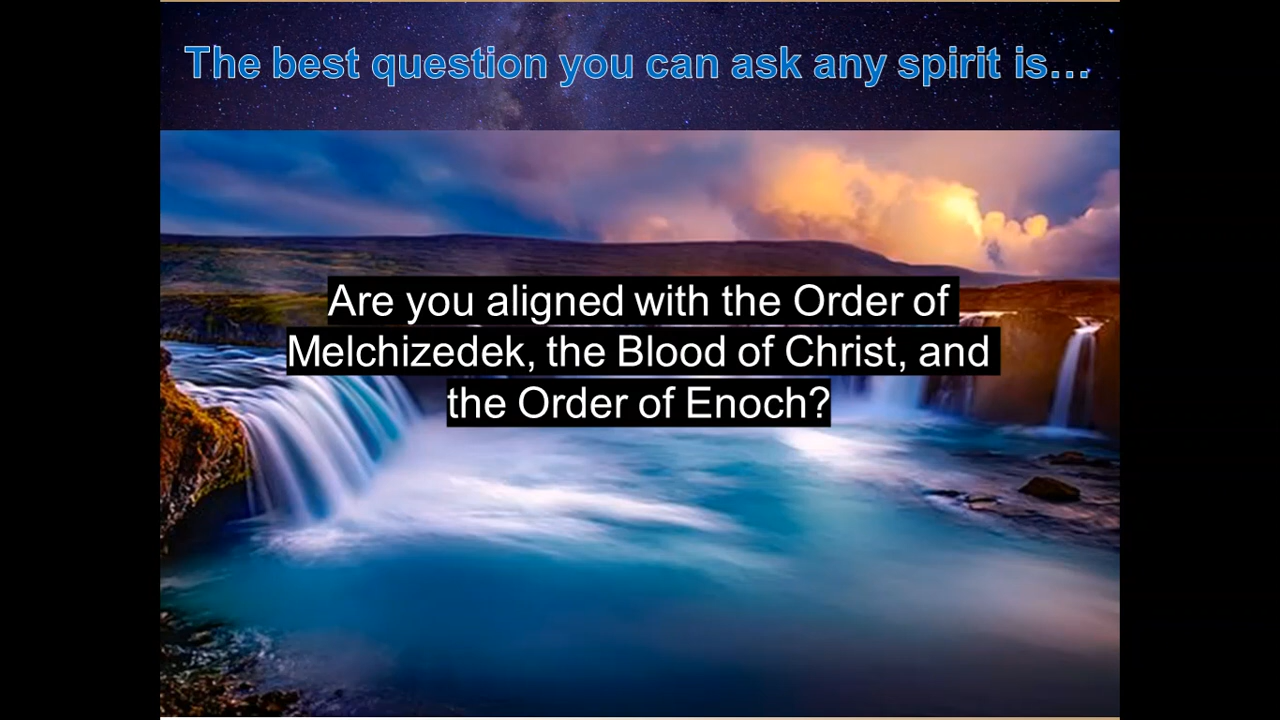 The best question you can ask any spirit is…
Are you aligned with the Order of
Melchizedek, the Blood of Christ, and
the Order of Enoch?